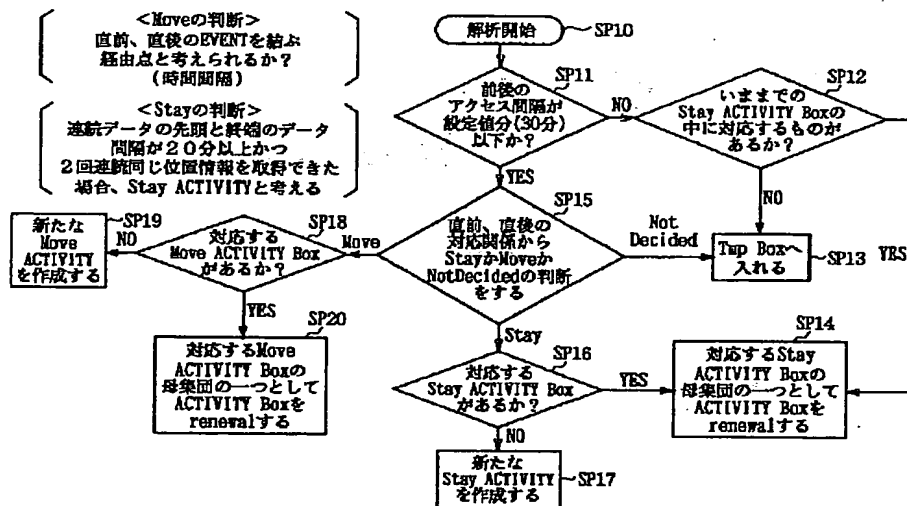 <Moveの判断>
直前、直後のEVENTを結ぶ
経由点と考えられるか？
(時間間隔)
<Stayの判断>
連続データの先頭と終端のデータ
間隔が２０分以上かつ
２回連続同じ位置情報を取得できた
場合、Stay ACTIVITYと考える
解析開始
SP10
SP11
前後の
アクセス間隔が
設定値分(30分)
以下か？
NO
YES
SP12
いままでの
Stay ACTIVITY Boxの
中に対応するものが
あるか？
NO
YES
SP15
直前、直後の
対応関係から
StayかMoveか
NotDecidedの判断
をする
Not
Decided
Move
Stay
Tmp Boxへ
入れる
SP13
SP18
対応する
Move ACTIVITY Box
があるか？
NO
YES
SP19
新たな
Move
ACTIVITY
を作成する
SP20
対応するMove
ACTIVITY Boxの
母集団の一つとして
ACTIVITY Boxを
renewalする
SP16
対応する
Stay ACTIVITY Box
があるか？
YES
NO
SP14
対応するStay
ACTIVITY Boxの
母集団の一つとして
ACTIVITY Boxを
renewalする
新たな
Stay ACTIVITY
を作成する
SP17